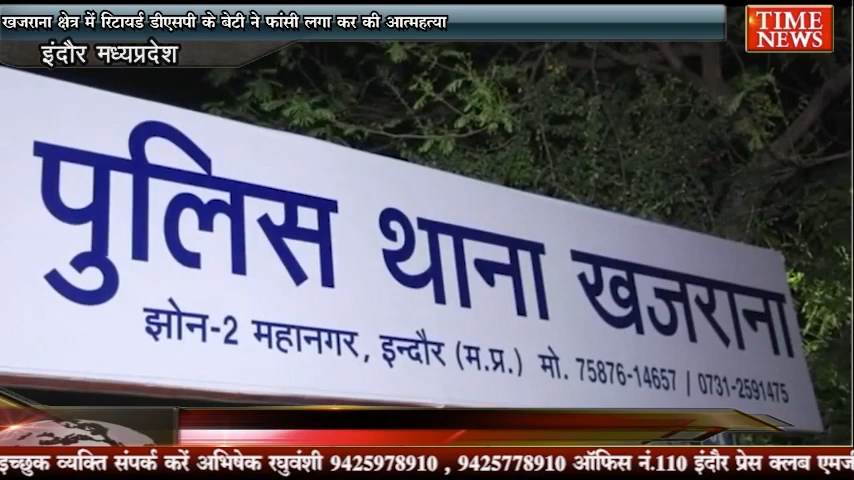 खजराना क्षेत्र में रिटायर्ड डीएसपी के बेटी ने फांसी लगा कर की आत्महत्या
इंदौर मध्यप्रदेश
TIME
NEWS
पुलिस थाना खजराना
झोन-2 महानगर, इन्दौर (म.प्र.) मो. 75876-14657 / 0731-2591475
इच्छुक व्यक्ति संपर्क करें अभिषेक रघुवंशी 9425978910 , 9425778910 ऑफिस नं.110 इंदौर प्रेस क्लब एमजी